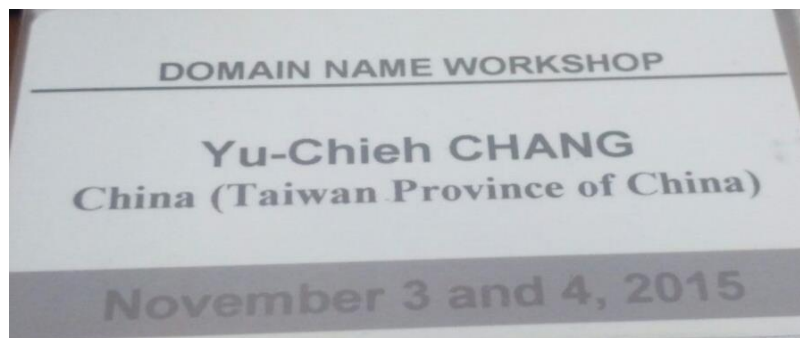 DOMAIN NAME WORKSHOP
Yu-Chieh CHANG
China (Taiwan Province of China)
November 3 and 4, 2015